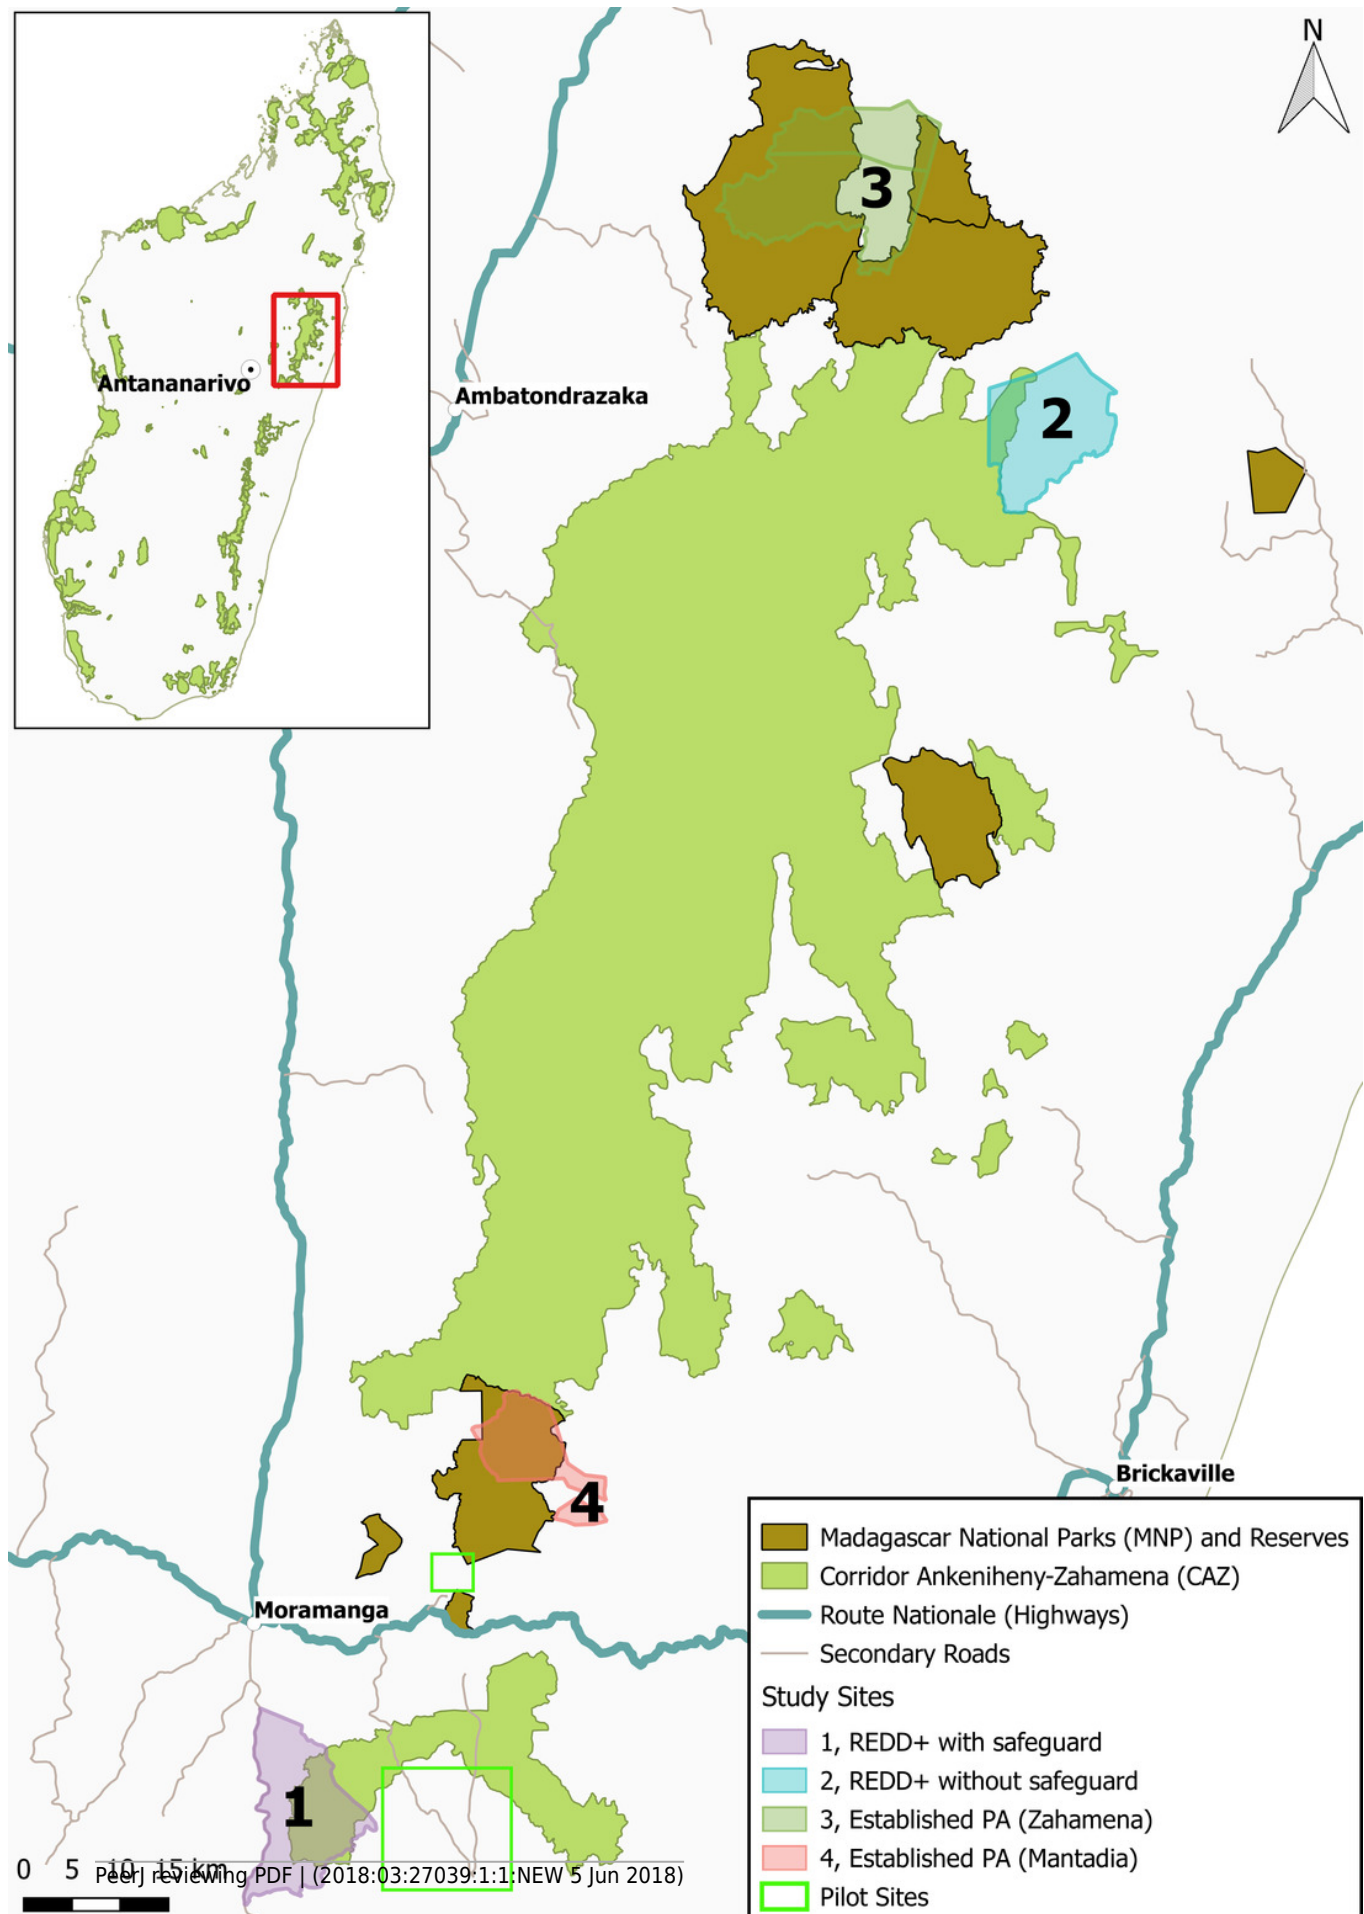 N
3
Antananarivo
Ambatondrazaka
2
4
Brickaville
Moramanga
1
Madagascar National Parks (MNP) and Reserves
Corridor Ankeniheny-Zahamena (CAZ)
Route Nationale (Highways)
Secondary Roads
Study Sites
1, REDD+ with safeguard
2, REDD+ without safeguard
3, Established PA (Zahamena)
4, Established PA (Mantadia)
Pilot Sites
0 5 10 15 km
PeerJ reviewing PDF | (2018:03:27039:1:1:NEW 5 Jun 2018)